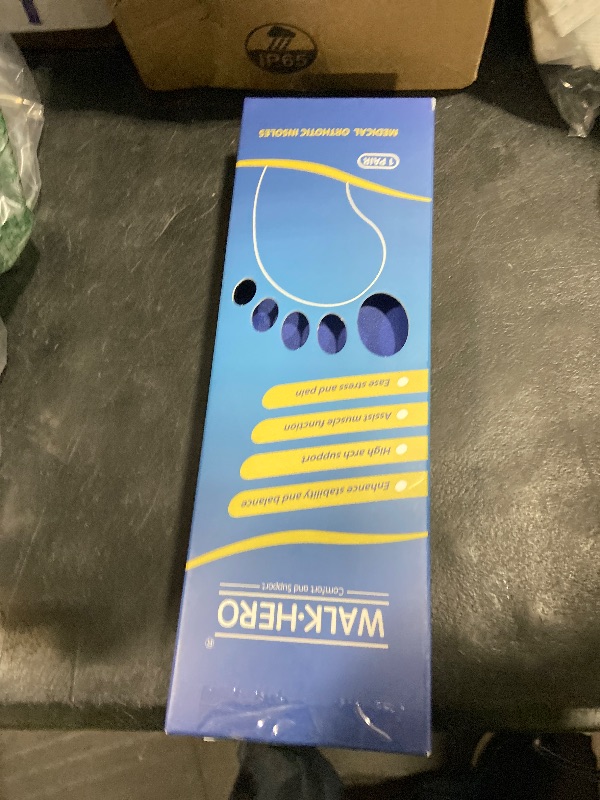 WALK·HERO®
Comfort and Support
Enhance stability and balance
High arch support
Assist muscle function
Ease stress and pain
1 PAIR
MEDICAL ORTHOTIC INSOLES
IP65